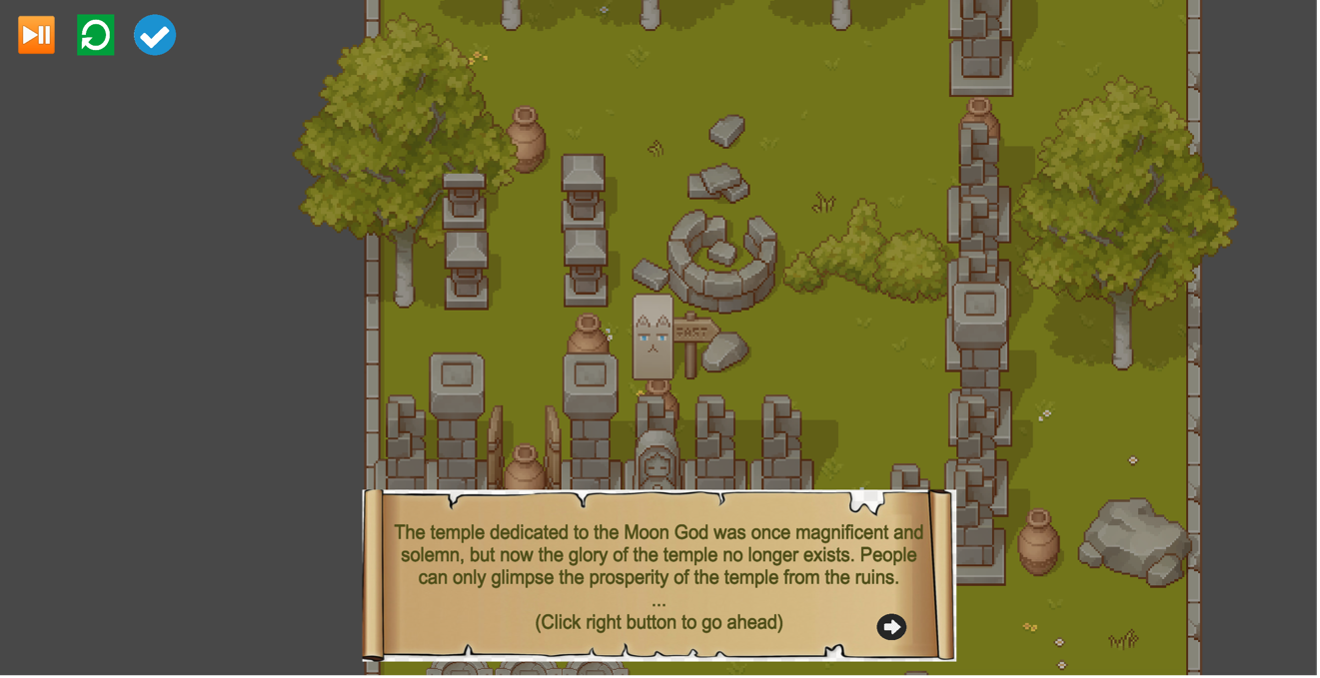 EAST
The temple dedicated to the Moon God was once magnificent and
solemn, but now the glory of the temple no longer exists. People
can only glimpse the prosperity of the temple from the ruins.
...
(Click right button to go ahead)